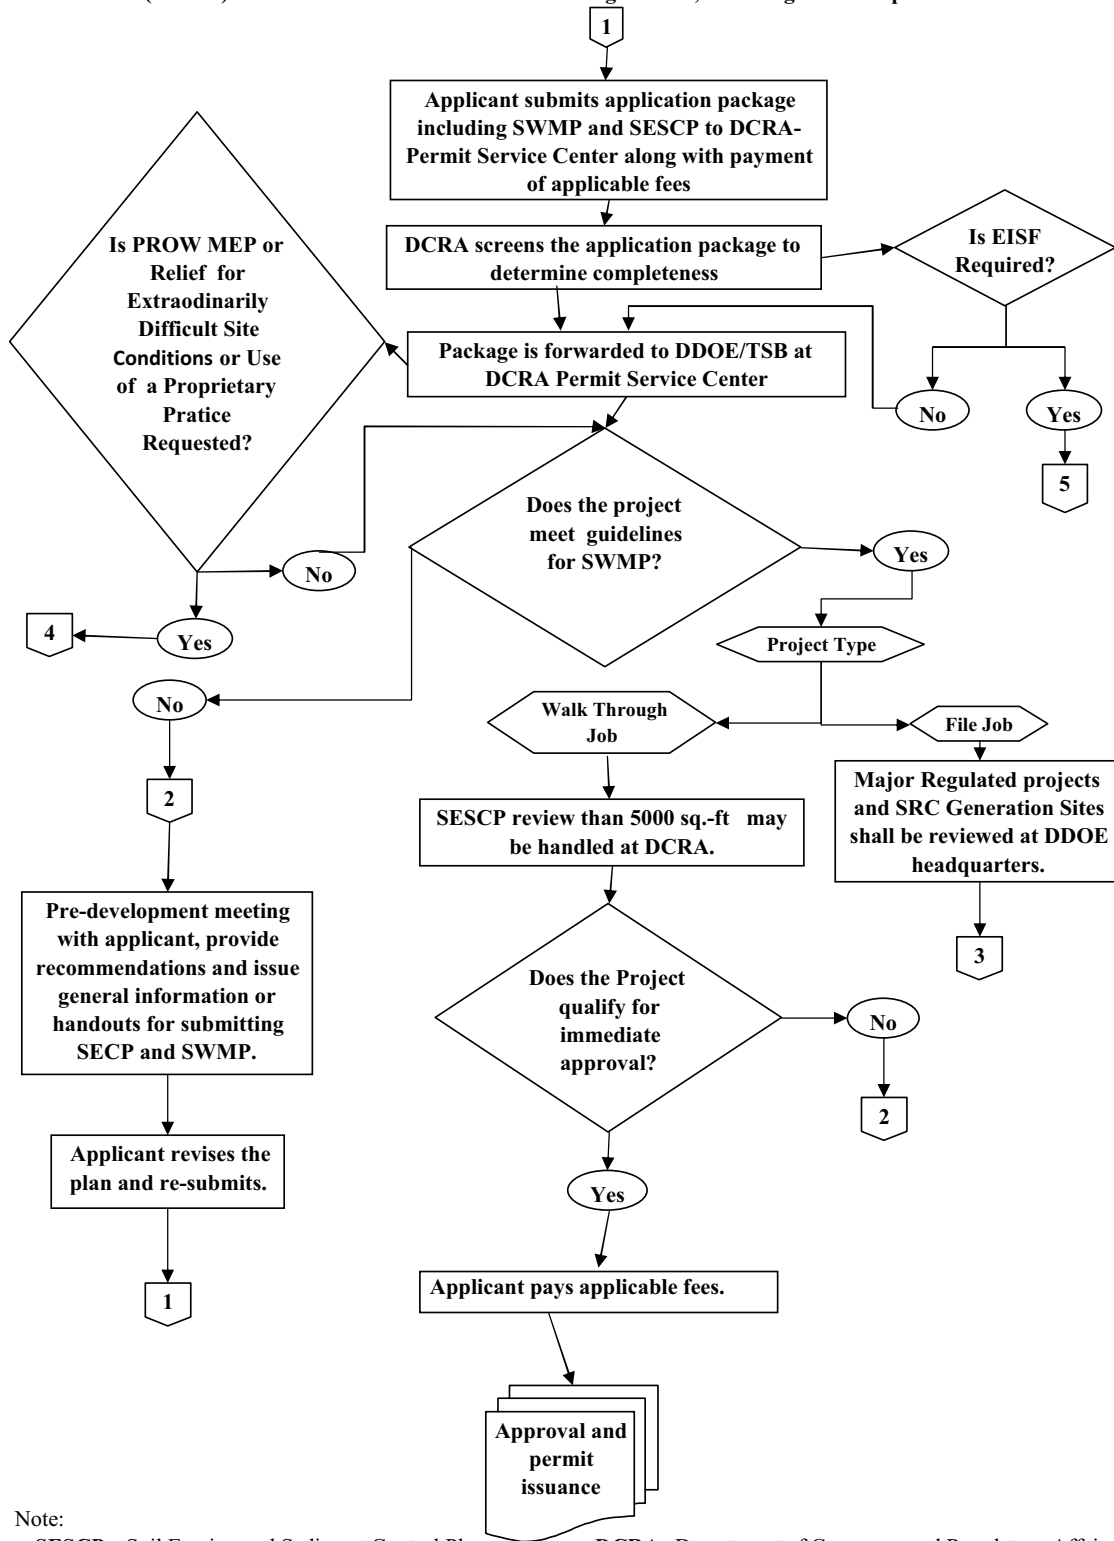 1
Applicant submits application package
including SWMP and SESCP to DCRA-
Permit Service Center along with payment
of applicable fees
DCRA screens the application package to
determine completeness
Is EISF
Required?
Is PROW MEP or
Relief for
Extraodinarily
Difficult Site
Conditions or Use
of a Proprietary
Pratice
Requested?
Package is forwarded to DDOE/TSB at
DCRA Permit Service Center
No
Yes
5
Does the project
meet guidelines
for SWMP?
Yes
No
4
Yes
Project Type
No
Walk Through
Job
File Job
2
SESCP review than 5000 sq.-ft may
be handled at DCRA.
Major Regulated projects
and SRC Generation Sites
shall be reviewed at DDOE
headquarters.
3
Pre-development meeting
with applicant, provide
recommendations and issue
general information or
handouts for submitting
SECP and SWMP.
Does the Project
qualify for
immediate
approval?
No
2
Applicant revises the
plan and re-submits.
Yes
1
Applicant pays applicable fees.
Approval and
permit
issuance
Note: